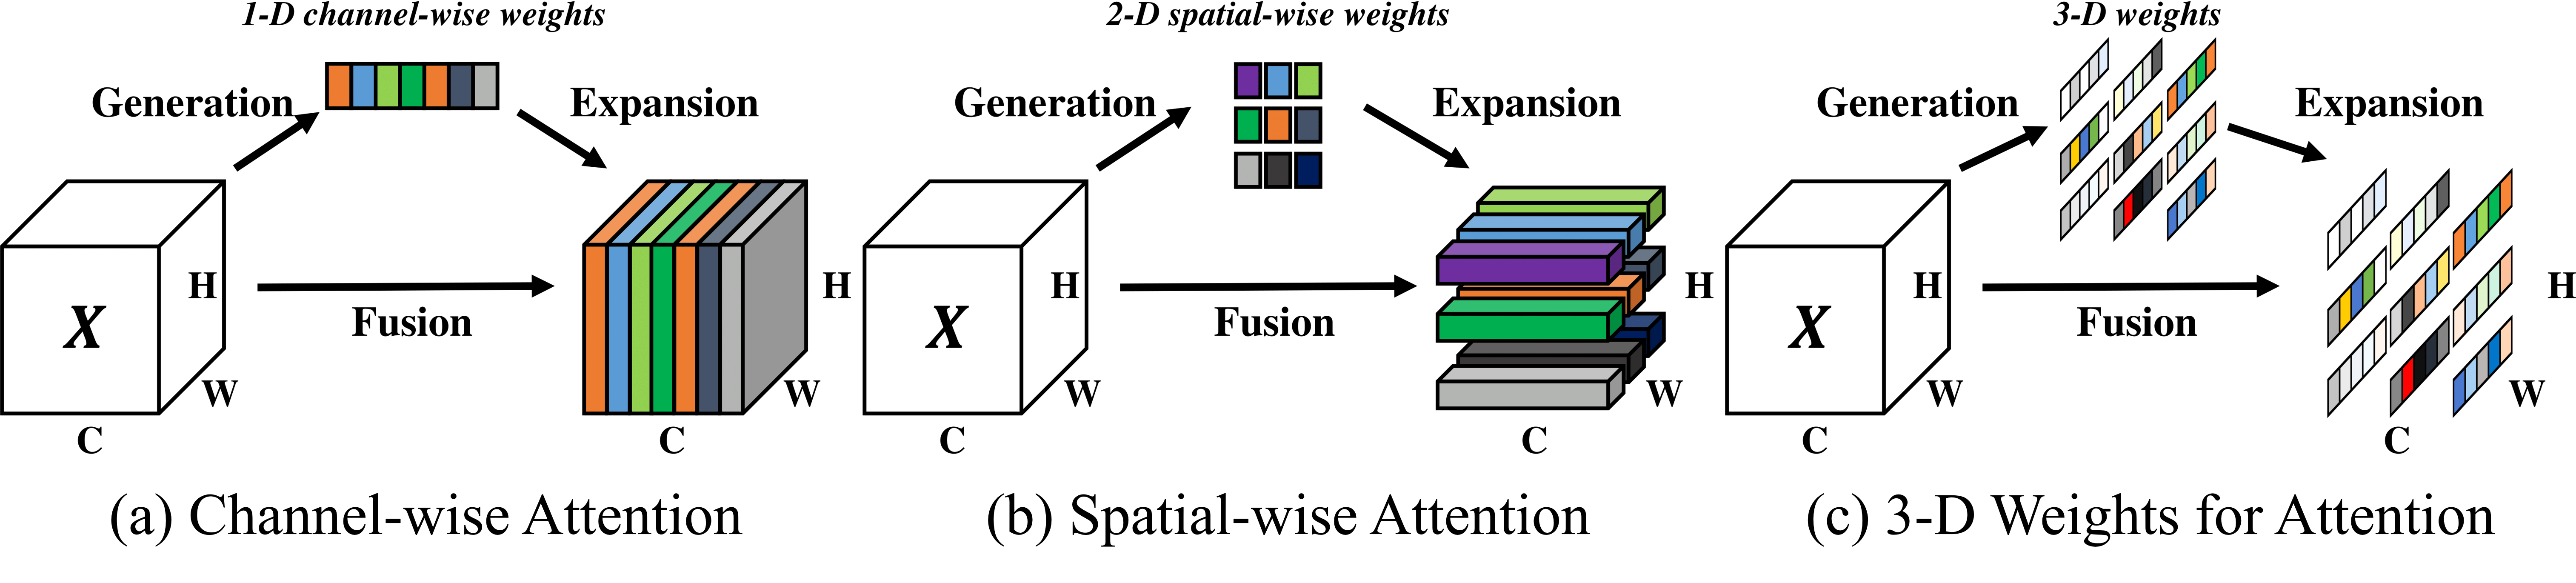 1-D channel-wise weights
Generation
Expansion
X
H
W
C
Fusion
H
W
C
(a) Channel-wise Attention
2-D spatial-wise weights
Generation
Expansion
X
H
W
C
Fusion
H
W
C
(b) Spatial-wise Attention
3-D weights
Generation
Expansion
X
H
W
C
Fusion
H
W
C
(c) 3-D Weights for Attention